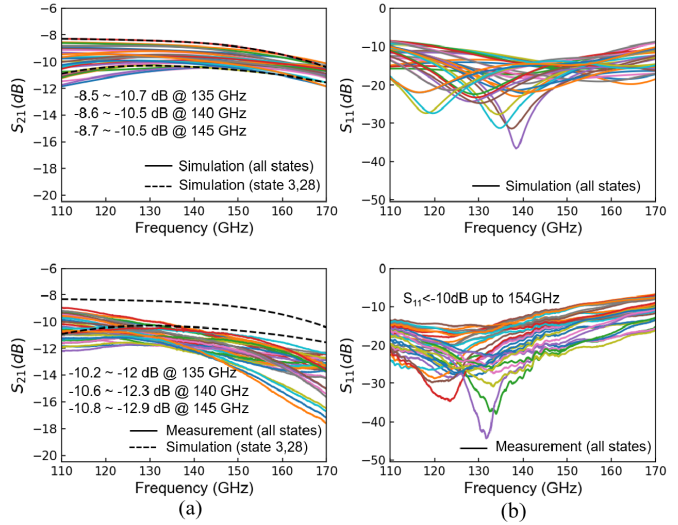 −6
−8
−10
−12
−14
−16
−18
−20
S21(dB)
-8.5 ~ -10.7 dB @ 135 GHz
-8.6 ~ -10.5 dB @ 140 GHz
-8.7 ~ -10.5 dB @ 145 GHz
Simulation (all states)
Simulation (state 3,28)
110 120 130 140 150 160 170
Frequency (GHz)
0
−10
−20
−30
−40
−50
S11(dB)
Simulation (all states)
110 120 130 140 150 160 170
Frequency (GHz)
−6
−8
−10
−12
−14
−16
−18
−20
S21(dB)
-10.2 ~ -12 dB @ 135 GHz
-10.6 ~ -12.3 dB @ 140 GHz
-10.8 ~ -12.9 dB @ 145 GHz
Measurement (all states)
Simulation (state 3,28)
110 120 130 140 150 160 170
Frequency (GHz)
(a)
0
−10
−20
−30
−40
−50
S11(dB)
S11<-10dB up to 154GHz
Measurement (all states)
110 120 130 140 150 160 170
Frequency (GHz)
(b)